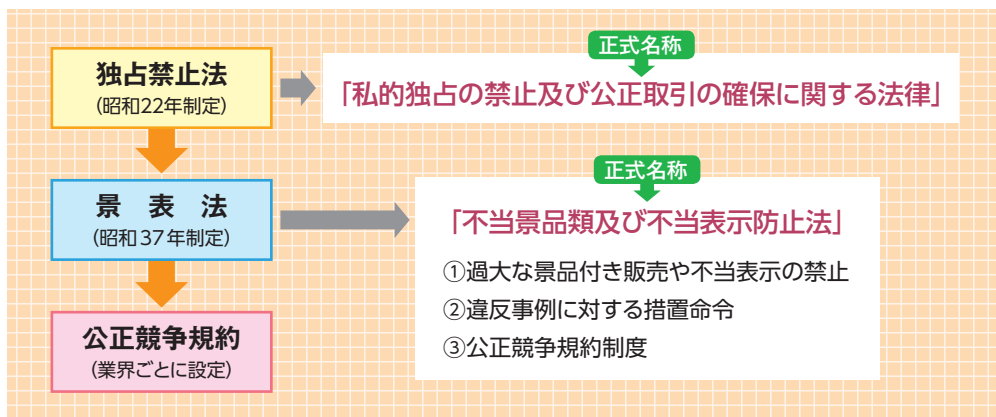 独占禁止法
(昭和22年制定)
正式名称
「私的独占の禁止及び公正取引の確保に関する法律」
景表法
(昭和37年制定)
正式名称
「不当景品類及び不当表示防止法」
①過大な景品付き販売や不当表示の禁止
②違反事例に対する措置命令
③公正競争規約制度
公正競争規約
(業界ごとに設定)